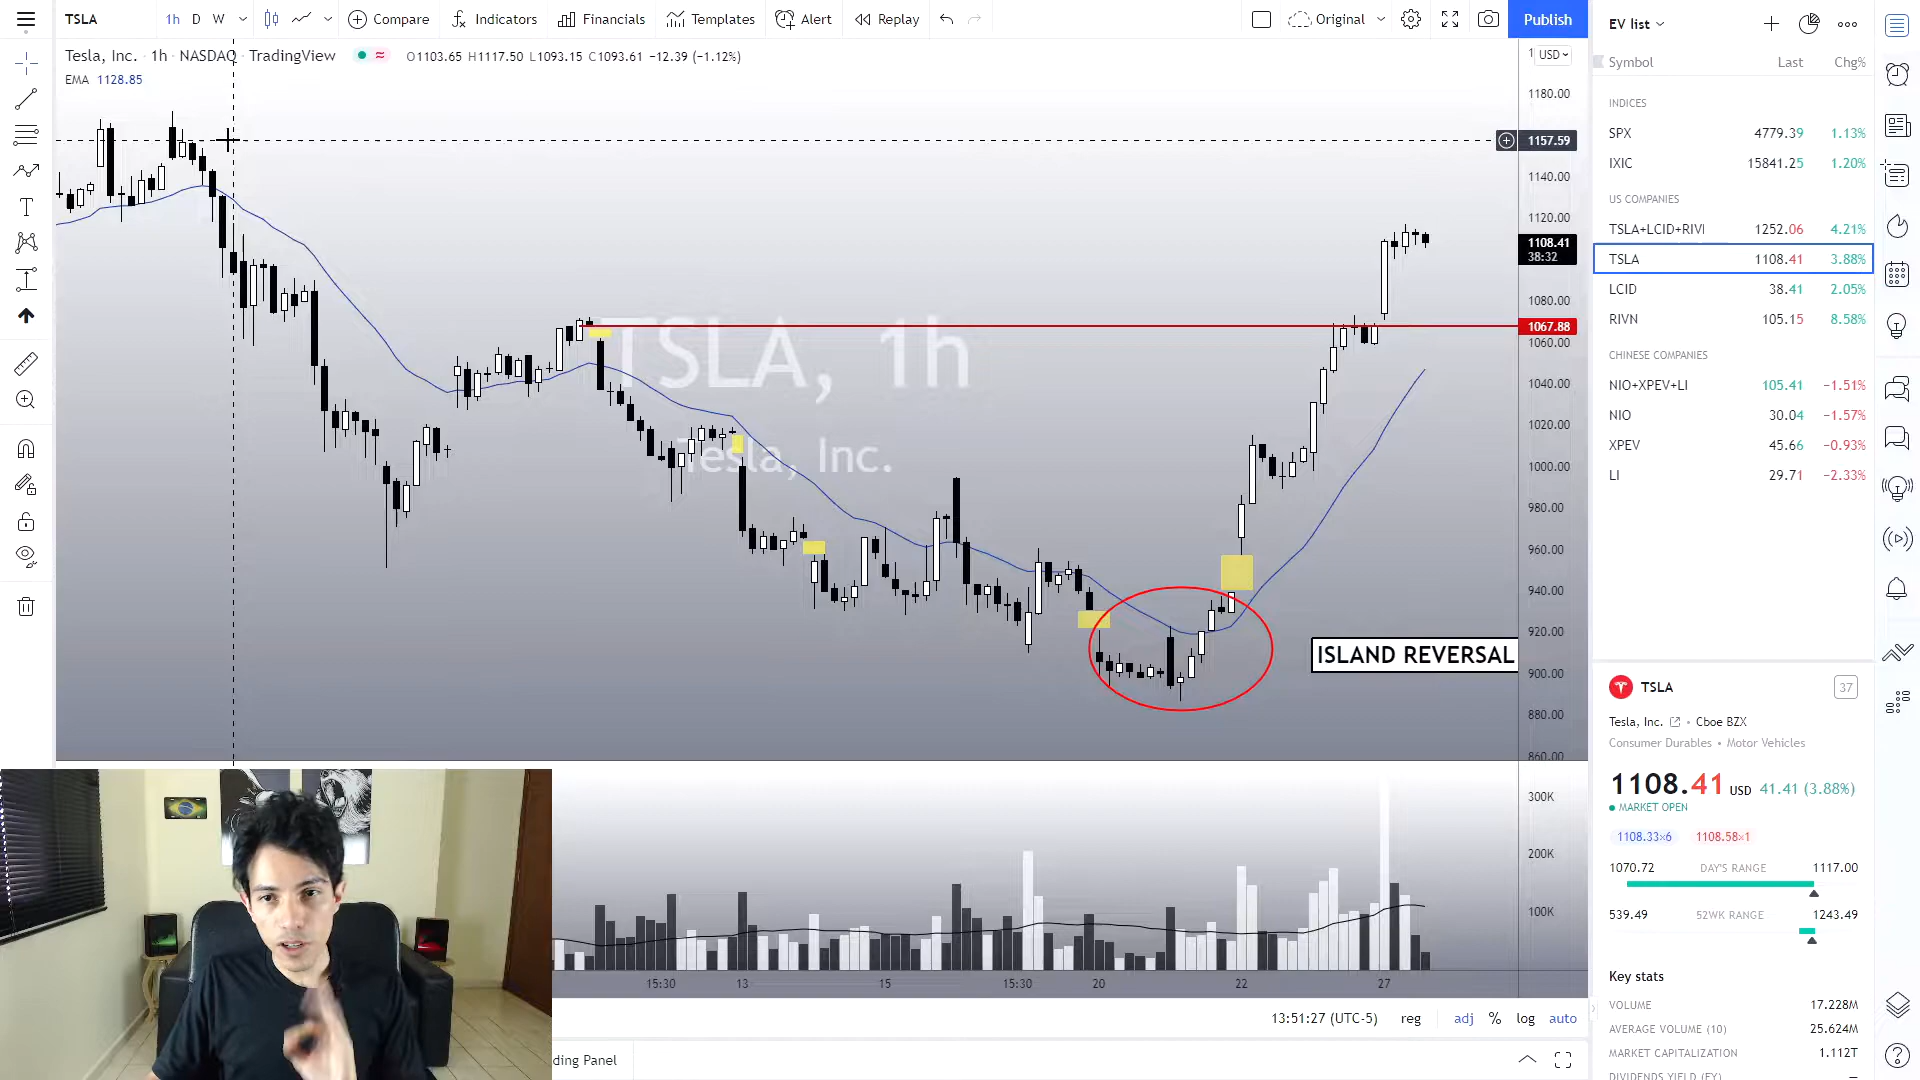 TSLA 1h D W Compare Indicators Financials Templates Alert Replay Original Publish
EV list
Tesla, Inc. · 1h · NASDAQ · TradingView O1103.65 H1117.50 L1093.15 C1093.61 −12.39 (−1.12%)
EMA 1128.85
USD
Symbol Last Chg%
INDICES
SPX 4779.39 1.13%
IXIC 15841.25 1.20%
US COMPANIES
TSLA+LCID+RIVI 1252.06 4.21%
TSLA 1108.41 3.88%
LCID 38.41 2.05%
RIVN 105.15 8.58%
CHINESE COMPANIES
NIO+XPEV+LI 105.41 −1.51%
NIO 30.04 −1.57%
XPEV 45.66 −0.93%
LI 29.71 −2.33%
1180.00
1157.59
1140.00
1120.00
1108.41
38:32
1080.00
1067.88
1060.00
1040.00
1020.00
1000.00
980.00
960.00
940.00
920.00
900.00
880.00
860.00
TSLA, 1h
Tesla, Inc.
ISLAND REVERSAL
300K
200K
100K
15:30 13 15 15:30 20 22 27
13:51:27 (UTC-5) reg adj % log auto
ding Panel
TSLA 37
Tesla, Inc. • Cboe BZX
Consumer Durables • Motor Vehicles
1108.41 USD 41.41 (3.88%)
MARKET OPEN
1108.33×6 1108.58×1
1070.72 DAY'S RANGE 1117.00
539.49 52WK RANGE 1243.49
Key stats
VOLUME 17.228M
AVERAGE VOLUME (10) 25.624M
MARKET CAPITALIZATION 1.112T
DIVIDENDS YIELD (FY) —